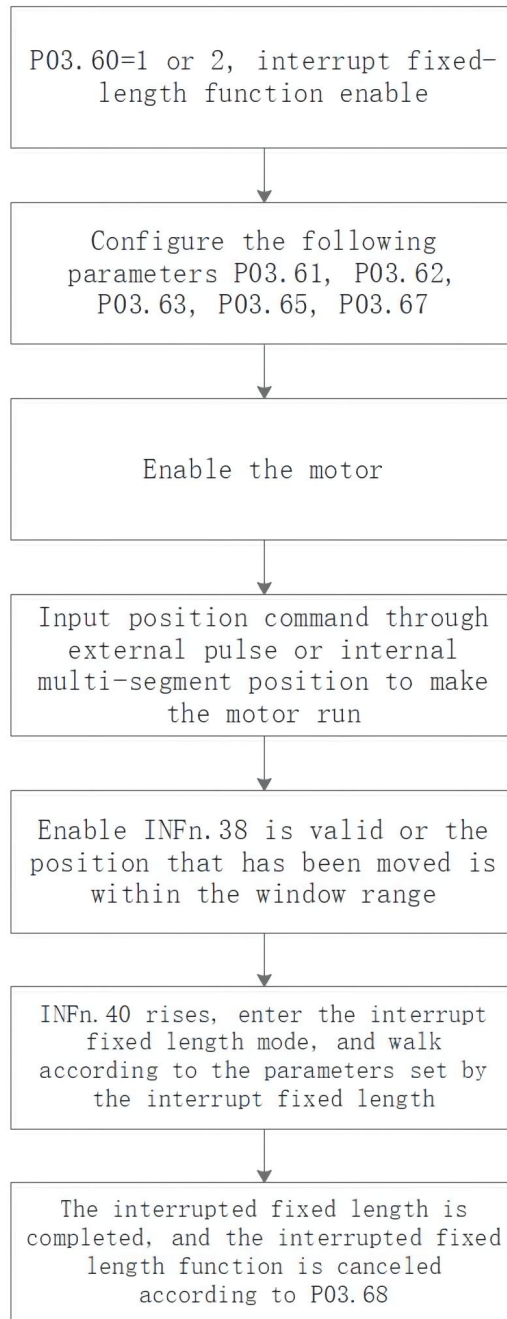 P03.60=1 or 2, interrupt fixed-
length function enable
Configure the following
parameters P03.61, P03.62,
P03.63, P03.65, P03.67
Enable the motor
Input position command through
external pulse or internal
multi-segment position to make
the motor run
Enable INFn.38 is valid or the
position that has been moved is
within the window range
INFn.40 rises, enter the interrupt
fixed length mode, and walk
according to the parameters set by
the interrupt fixed length
The interrupted fixed length is
completed, and the interrupted fixed
length function is canceled
according to P03.68